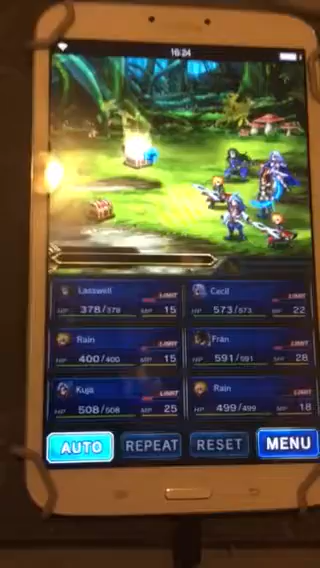 16:24
Lasswell
LIMIT
HP 378/378 MP 15
Cecil
LIMIT
HP 573/573 MP 22
Rain
LIMIT
HP 400/400 MP 15
Fran
LIMIT
HP 591/591 MP 28
Kuja
LIMIT
HP 508/508 MP 25
Rain
LIMIT
HP 499/499 MP 18
AUTO REPEAT RESET MENU